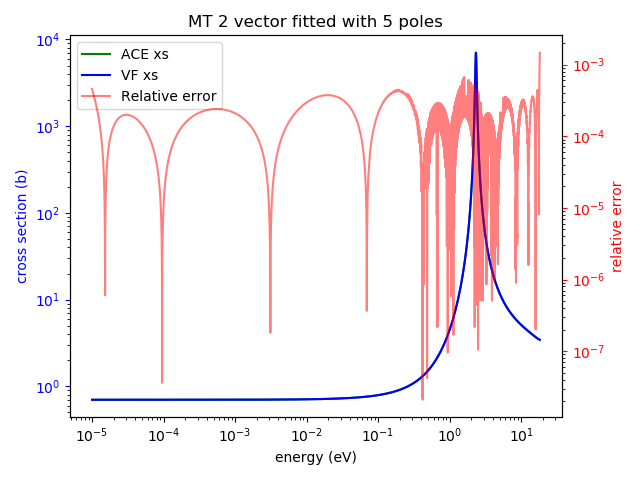 MT 2 vector fitted with 5 poles
ACE xs
VF xs
Relative error
cross section (b)
10^4
10^3
10^2
10^1
10^0
10^-3
10^-4
10^-5
10^-6
10^-7
relative error
10^-5 10^-4 10^-3 10^-2 10^-1 10^0 10^1
energy (eV)